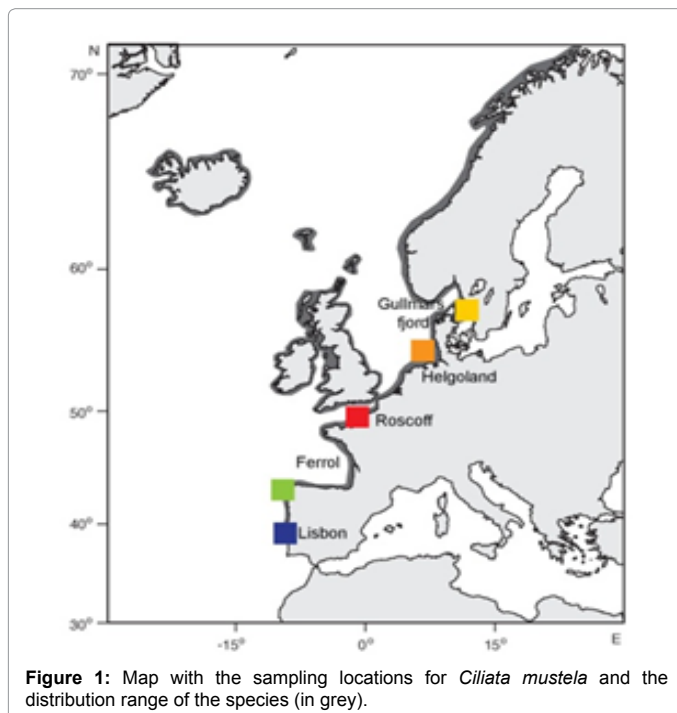 N
70°
60°
Gullmars
fjord
Helgoland
50°
Roscoff
Ferrol
40°
Lisbon
30°
-15°
0°
15°
E
Figure 1: Map with the sampling locations for Ciliata mustela and the
distribution range of the species (in grey).